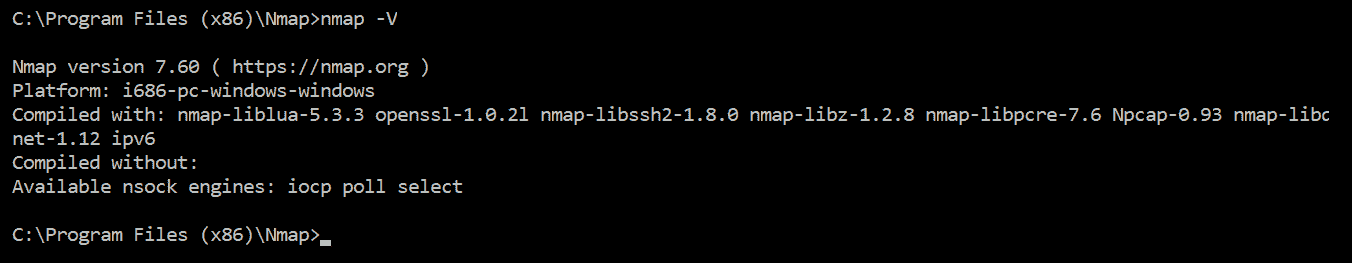 C:\Program Files (x86)\Nmap>nmap -V
Nmap version 7.60 ( https://nmap.org )
Platform: i686-pc-windows-windows
Compiled with: nmap-liblua-5.3.3 openssl-1.0.2l nmap-libssh2-1.8.0 nmap-libz-1.2.8 nmap-libpcre-7.6 Npcap-0.93 nmap-libd
net-1.12 ipv6
Compiled without:
Available nsock engines: iocp poll select
C:\Program Files (x86)\Nmap>